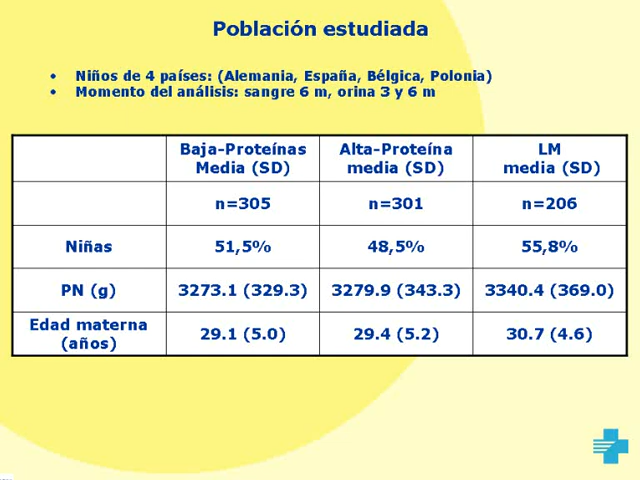 Población estudiada
• Niños de 4 países: (Alemania, España, Bélgica, Polonia)
• Momento del análisis: sangre 6 m, orina 3 y 6 m
Baja-Proteínas Alta-Proteína LM
Media (SD) media (SD) media (SD)
n=305 n=301 n=206
Niñas 51,5% 48,5% 55,8%
PN (g) 3273.1 (329.3) 3279.9 (343.3) 3340.4 (369.0)
Edad materna
(años) 29.1 (5.0) 29.4 (5.2) 30.7 (4.6)